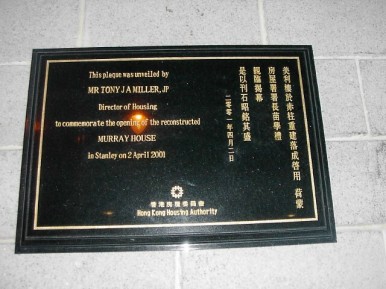 This plaque was unveiled by
MR TONY J A MILLER, JP
Director of Housing
to commemorate the opening of the reconstructed
MURRAY HOUSE
in Stanley on 2 April 2001
美利樓於赤柱重建落成啓用 荷蒙
房屋署署長苗學禮
親臨揭幕
是以刊石昭銘其盛
二零零一年四月二日
香港房屋委員會
Hong Kong Housing Authority